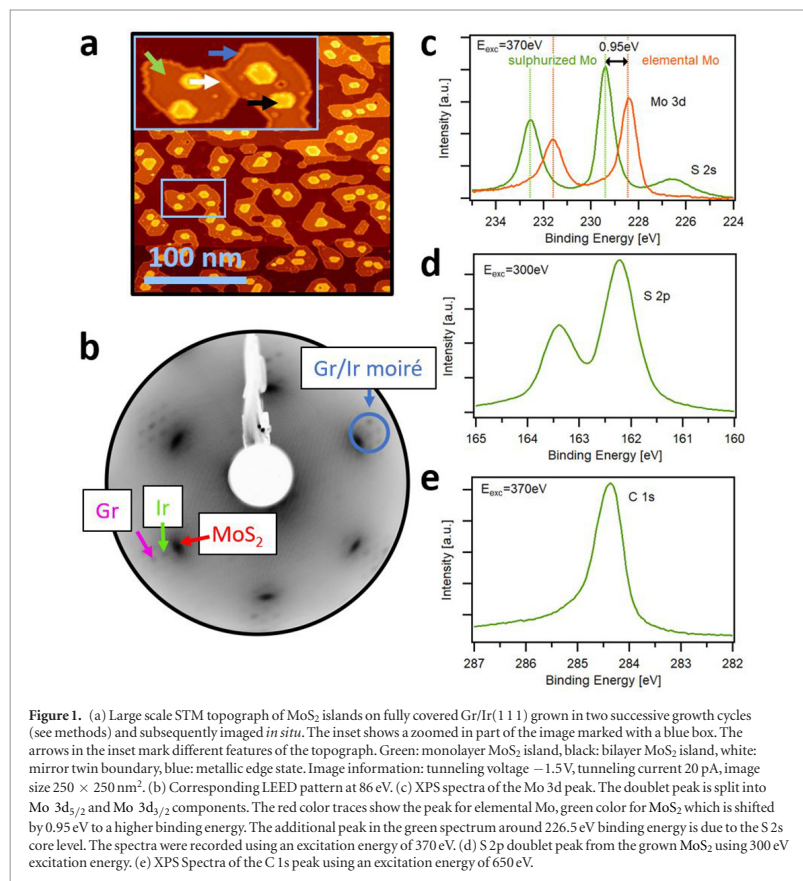 a
100 nm
b
Gr/Ir moiré
Gr
Ir
MoS₂
c
E_exc=370eV
0.95eV
sulphurized Mo
elemental Mo
Mo 3d
S 2s
Intensity [a.u.]
234
231
229
226
224
Binding Energy [eV]
d
E_exc=300eV
S 2p
Intensity [a.u.]
165
164
163
162
161
160
Binding Energy [eV]
e
E_exc=370eV
C 1s
Intensity [a.u.]
287
286
285
284
283
282
Binding Energy [eV]
Figure 1. (a) Large scale STM topograph of MoS₂ islands on fully covered Gr/Ir(1 1 1) grown in two successive growth cycles
(see methods) and subsequently imaged in situ. The inset shows a zoomed in part of the image marked with a blue box. The
arrows in the inset mark different features of the topograph. Green: monolayer MoS₂ island, black: bilayer MoS₂ island, white:
mirror twin boundary, blue: metallic edge state. Image information: tunneling voltage −1.5V, tunneling current 20 pA, image
size 250 × 250 nm². (b) Corresponding LEED pattern at 86 eV. (c) XPS spectra of the Mo 3d peak. The doublet peak is split into
Mo 3d₅/₂ and Mo 3d₃/₂ components. The red color traces show the peak for elemental Mo, green color for MoS₂ which is shifted
by 0.95 eV to a higher binding energy. The additional peak in the green spectrum around 226.5 eV binding energy is due to the S 2s
core level. The spectra were recorded using an excitation energy of 370 eV. (d) S 2p doublet peak from the grown MoS₂ using 300 eV
excitation energy. (e) XPS Spectra of the C 1s peak using an excitation energy of 650 eV.